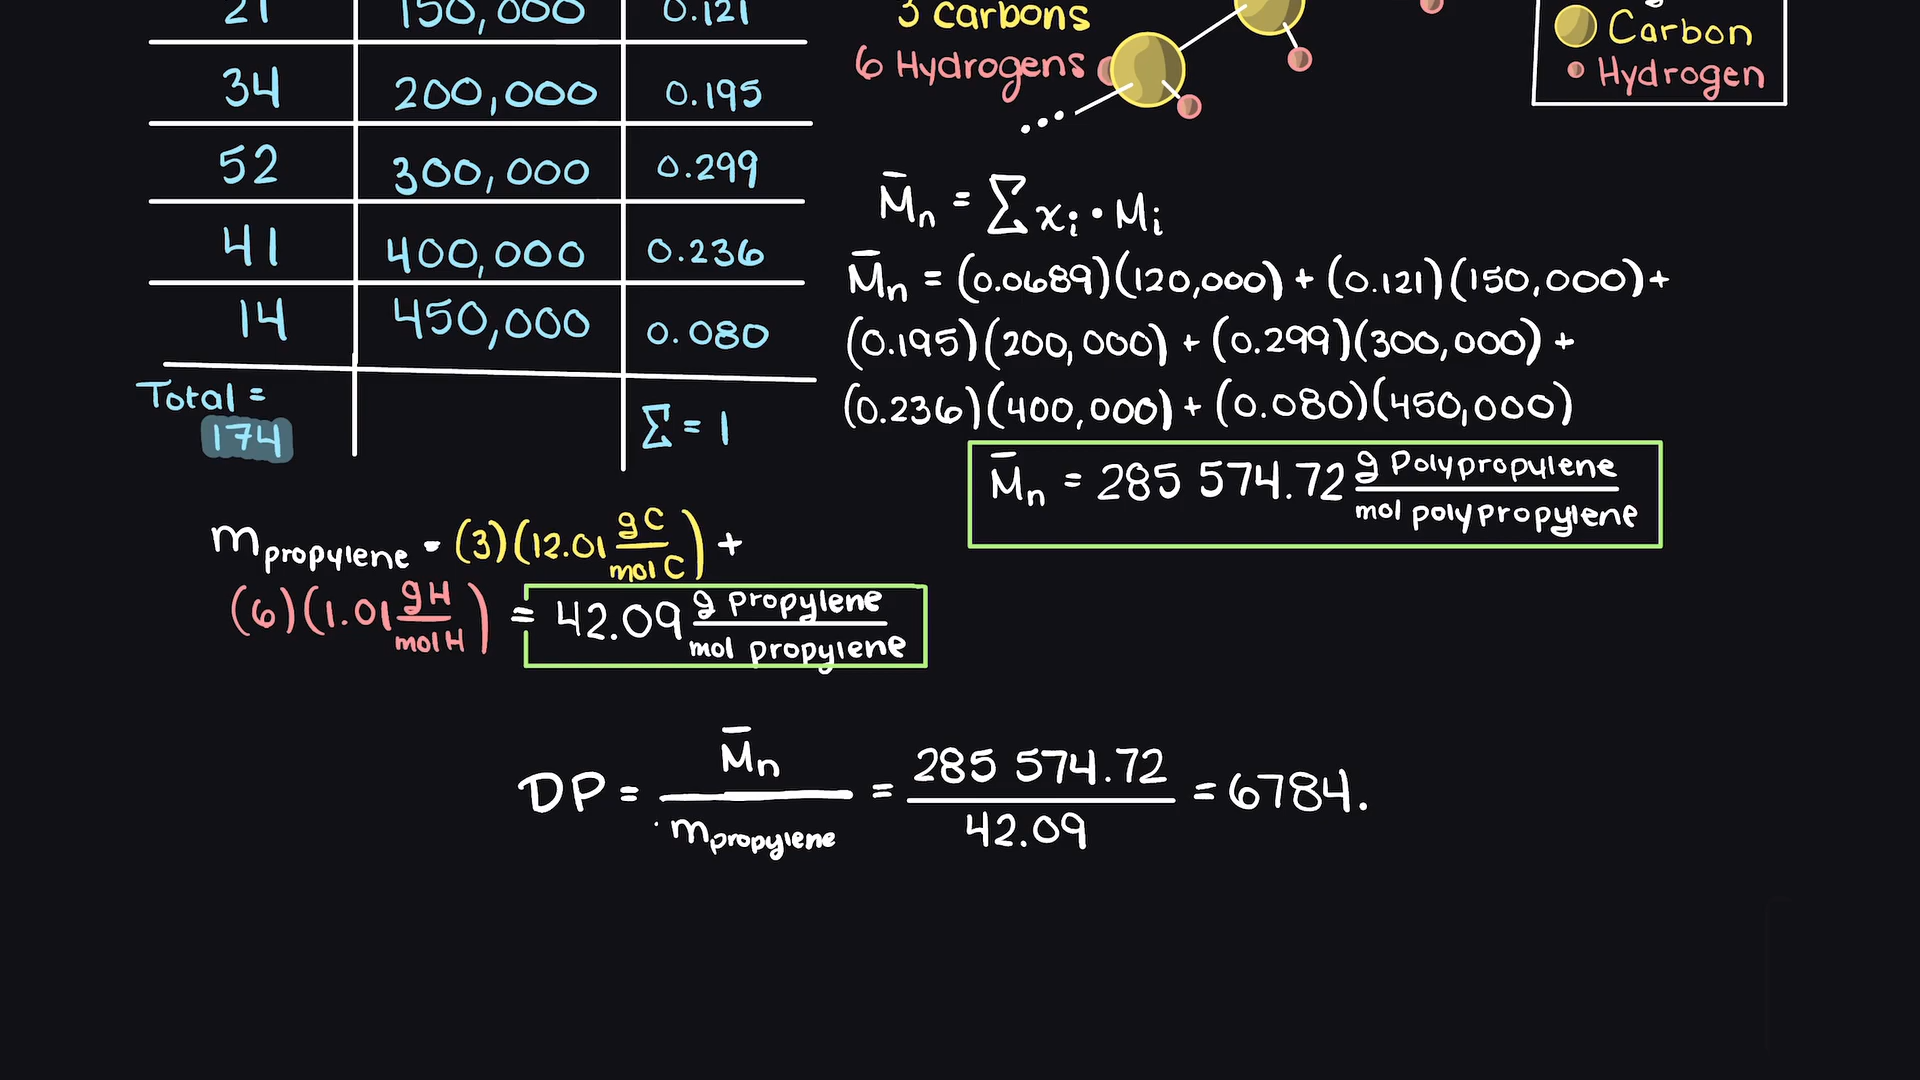 21 150,000 0.121
34 200,000 0.195
52 300,000 0.299
41 400,000 0.236
14 450,000 0.080
Total =
174
Σ = 1
3 Carbons
6 Hydrogens
Carbon
Hydrogen
M̄n = Σ xi • Mi
M̄n = (0.0689)(120,000) + (0.121)(150,000) +
(0.195)(200,000) + (0.299)(300,000) +
(0.236)(400,000) + (0.080)(450,000)
M̄n = 285 574.72 g Polypropylene / mol polypropylene
mpropylene - (3)(12.01 gC / mol C) +
(6)(1.01 gH / mol H) = 42.09 g propylene / mol propylene
DP = M̄n / mpropylene = 285 574.72 / 42.09 = 6784.